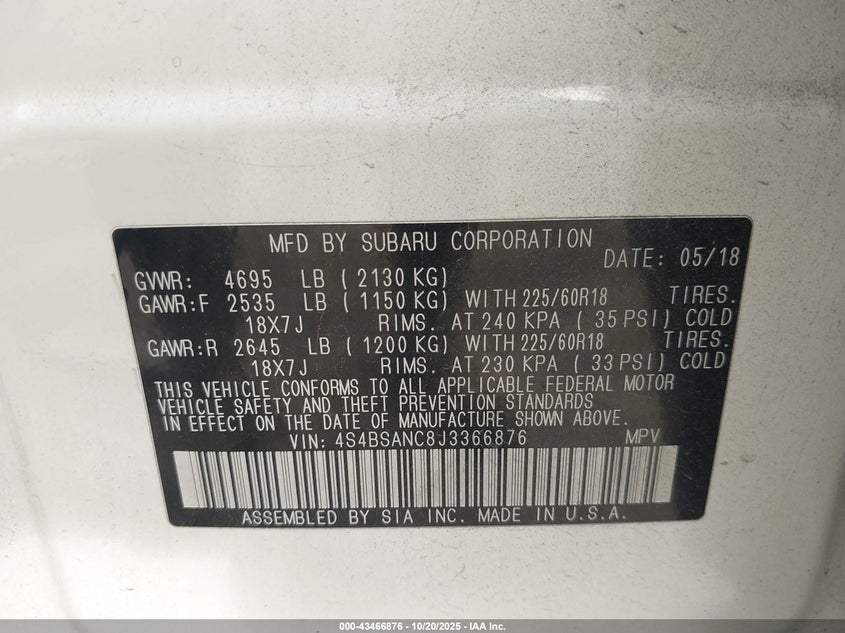 MFD BY SUBARU CORPORATION
DATE: 05/18
GVWR: 4695 LB ( 2130 KG)
GAWR:F 2535 LB ( 1150 KG) WITH 225/60R18 TIRES.
18X7J RIMS. AT 240 KPA ( 35 PSI) COLD
GAWR:R 2645 LB ( 1200 KG) WITH 225/60R18 TIRES.
18X7J RIMS. AT 230 KPA ( 33 PSI) COLD
THIS VEHICLE CONFORMS TO ALL APPLICABLE FEDERAL MOTOR
VEHICLE SAFETY AND THEFT PREVENTION STANDARDS
IN EFFECT ON THE DATE OF MANUFACTURE SHOWN ABOVE.
VIN: 4S4BSANC8J3366876 MPV
ASSEMBLED BY SIA INC. MADE IN U.S.A.
000-43466876 | 10/20/2025 - IAA Inc.